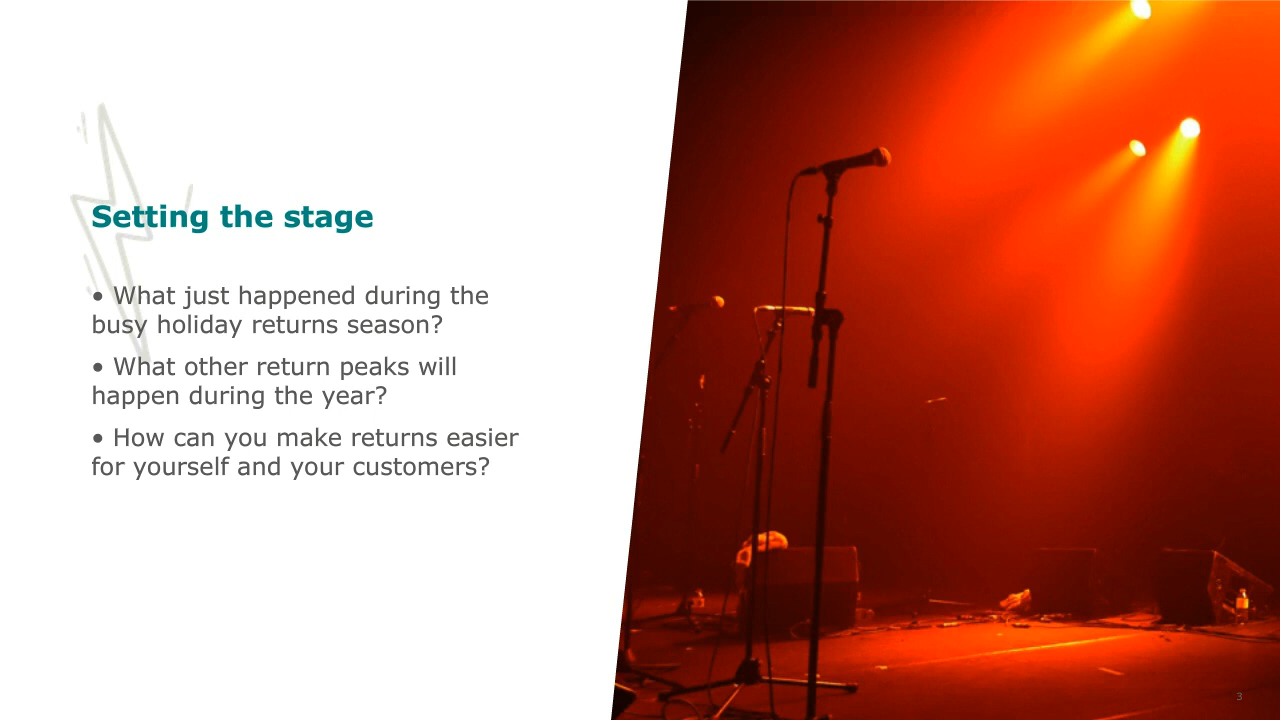 Setting the stage
• What just happened during the
busy holiday returns season?
• What other return peaks will
happen during the year?
• How can you make returns easier
for yourself and your customers?
3